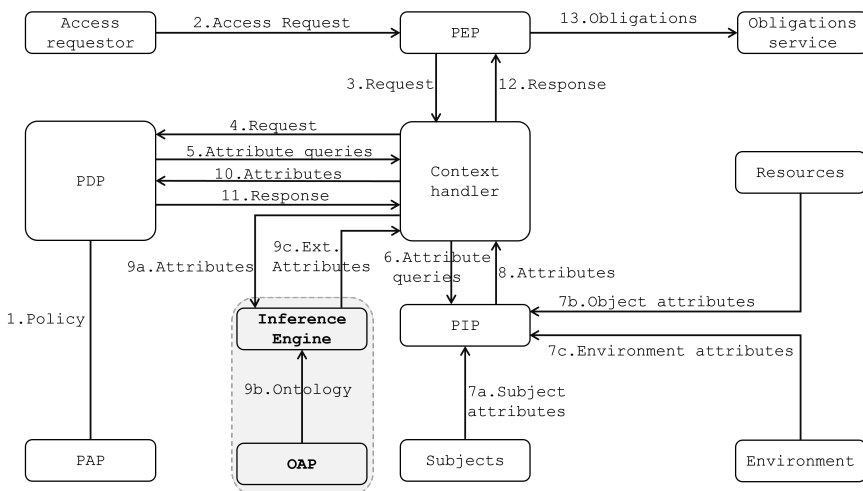 Access
requestor
2.Access Request
PEP
13.Obligations
Obligations
service
3.Request
12.Response
4.Request
5.Attribute queries
10.Attributes
11.Response
PDP
Context
handler
Resources
9a.Attributes
9c.Ext.
Attributes
6.Attribute
queries
8.Attributes
1.Policy
Inference
Engine
PIP
7b.Object attributes
7c.Environment attributes
9b.Ontology
7a.Subject
attributes
PAP
OAP
Subjects
Environment